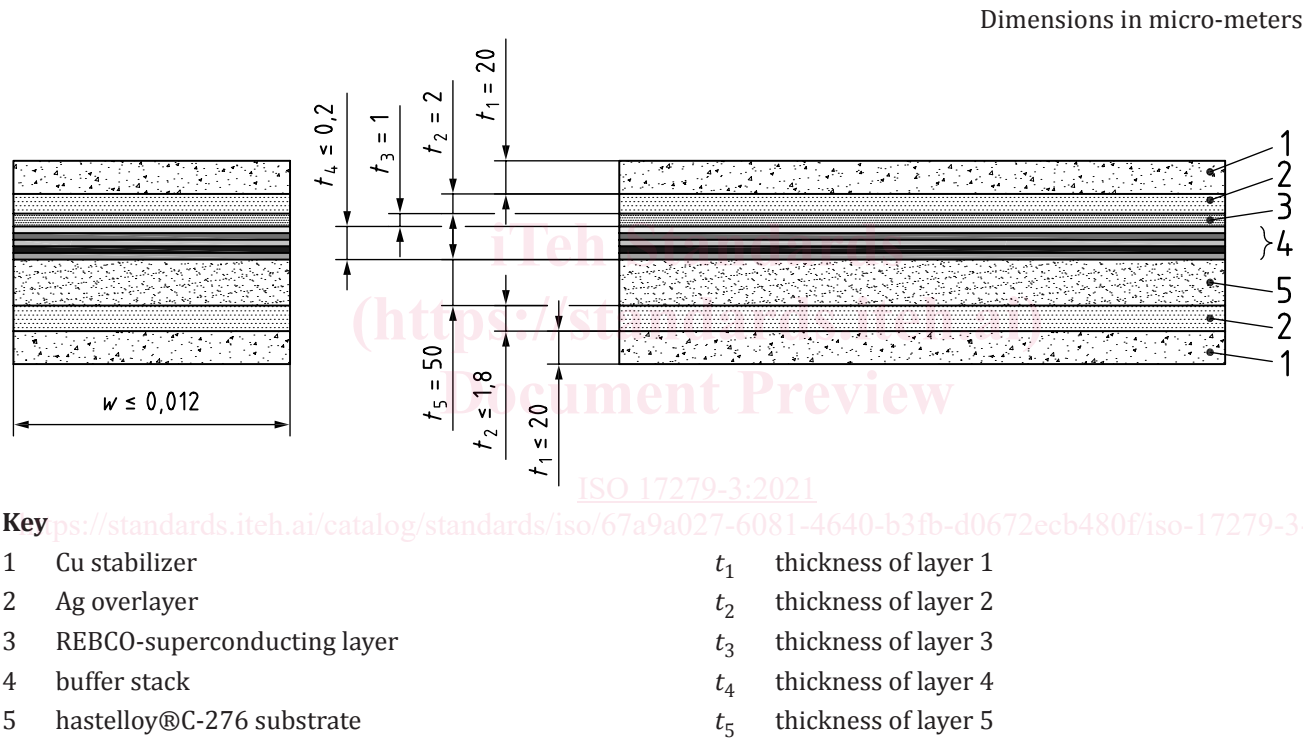 Dimensions in micro-meters
t4 ≤ 0,2
t3 = 1
t2 = 2
t1 = 20
1
2
3
4
5
2
1
w ≤ 0,012
t5 = 50
t2 ≤ 1,8
t1 ≤ 20
iTeh Standards
(https://standards.iteh.ai)
Document Preview
ISO 17279-3:2021
https://standards.iteh.ai/catalog/standards/iso/67a9a027-6081-4640-b3fb-d0672ecb480f/iso-17279-3-
Key
1 Cu stabilizer t1 thickness of layer 1
2 Ag overlayer t2 thickness of layer 2
3 REBCO-superconducting layer t3 thickness of layer 3
4 buffer stack t4 thickness of layer 4
5 hastelloy®C-276 substrate t5 thickness of layer 5